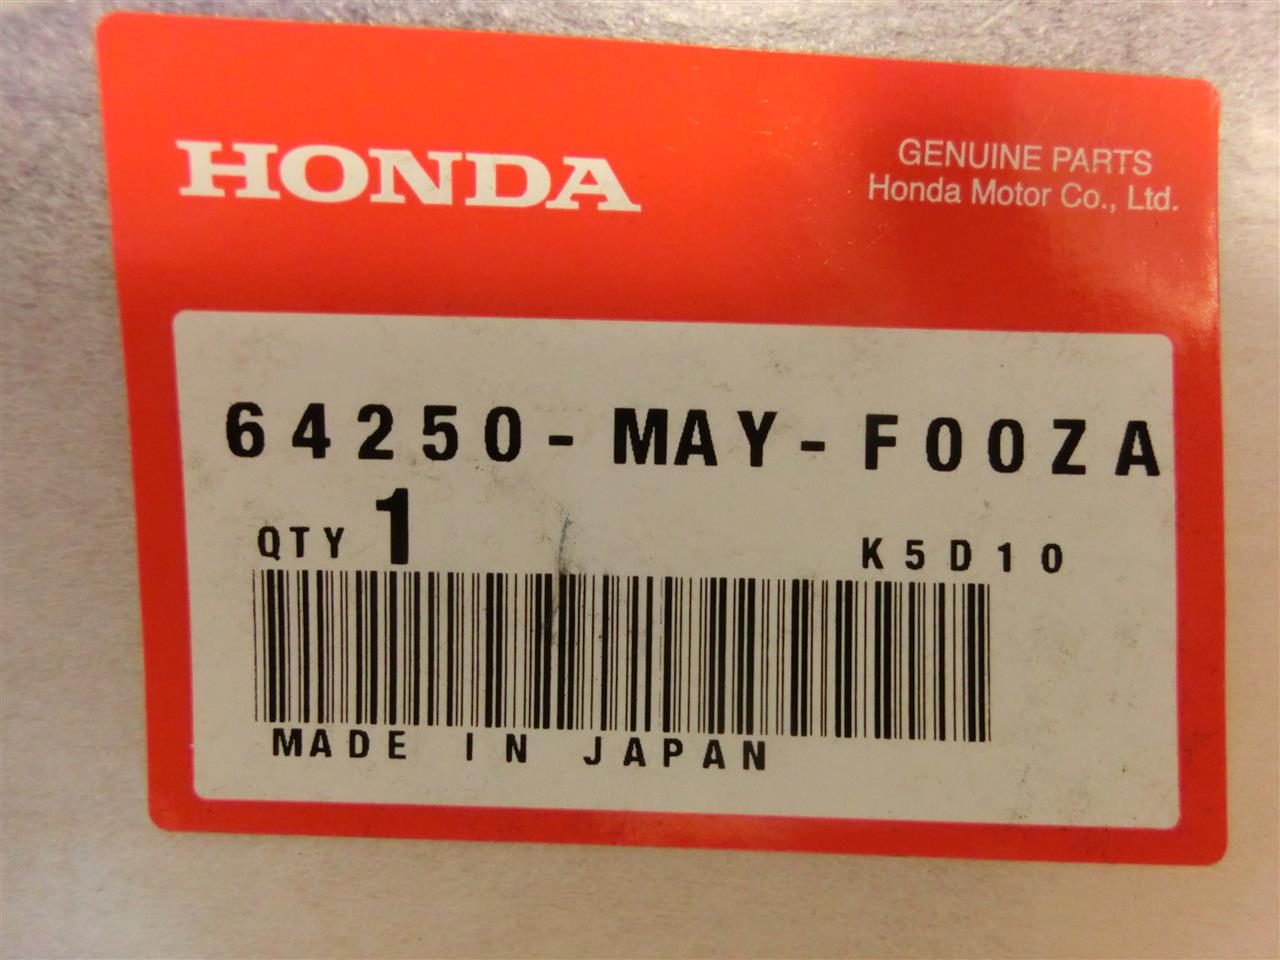 HONDA
GENUINE PARTS
Honda Motor Co., Ltd.
64250-MAY-F00ZA
QTY 1
K5D10
MADE IN JAPAN